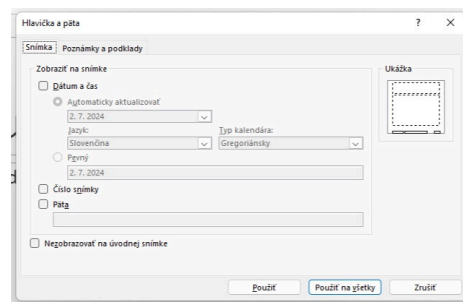 Hlavička a päta
Snímka Poznámky a podklady
Zobraziť na snímke
Ukážka
Dátum a čas
Automaticky aktualizovať
2. 7. 2024
Jazyk: Typ kalendára:
Slovenčina Gregoriánsky
Pevný
2. 7. 2024
Číslo snímky
Päta
Nezobrazovať na úvodnej snímke
Použiť Použiť na všetky Zrušiť